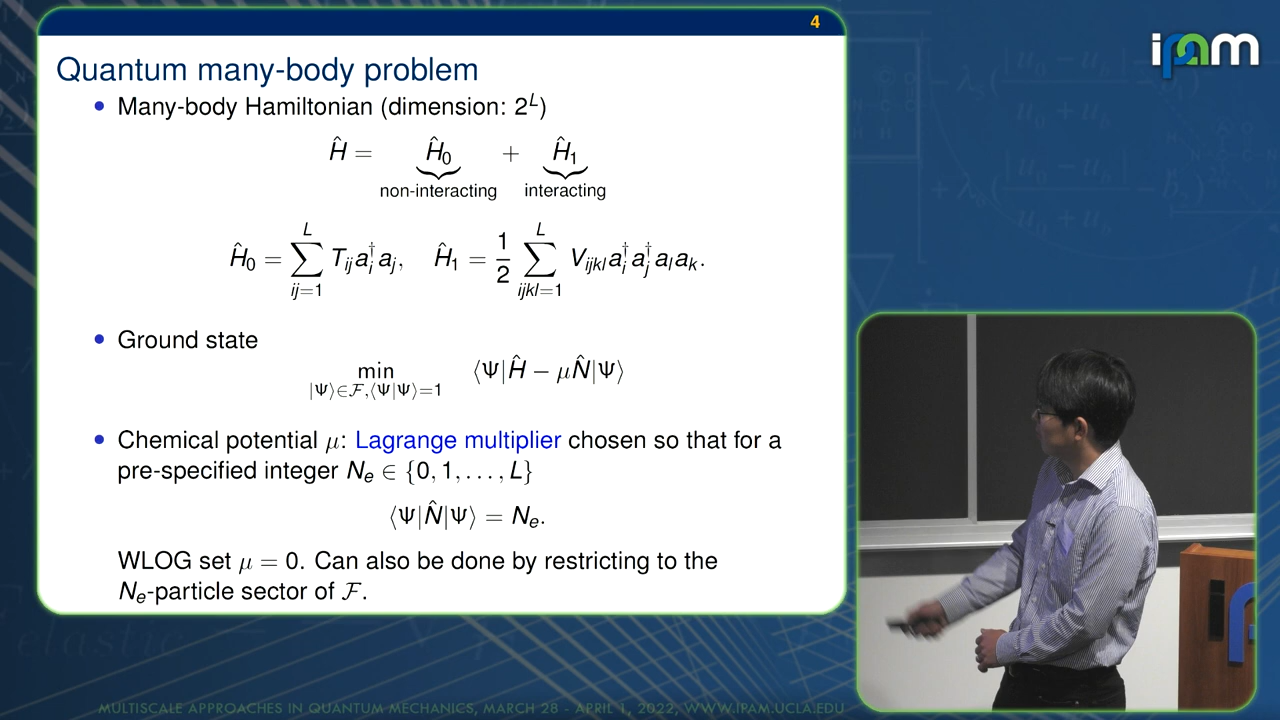 4
ipam
Quantum many-body problem
• Many-body Hamiltonian (dimension: 2^L)
Ĥ = Ĥ₀ + Ĥ₁
non-interacting interacting
Ĥ₀ = ∑_{ij=1}^{L} T_{ij} a_i^† a_j, Ĥ₁ = 1/2 ∑_{ijkl=1}^{L} V_{ijkl} a_i^† a_j^† a_l a_k.
• Ground state
min_{|Ψ⟩∈𝓕,⟨Ψ|Ψ⟩=1} ⟨Ψ|Ĥ − μN̂|Ψ⟩
• Chemical potential μ: Lagrange multiplier chosen so that for a
pre-specified integer N_e ∈ {0, 1, . . . , L}
⟨Ψ|N̂|Ψ⟩ = N_e.
WLOG set μ = 0. Can also be done by restricting to the
N_e-particle sector of 𝓕.
MULTISCALE APPROACHES IN QUANTUM MECHANICS, MARCH 28 - APRIL 1, 2022, WWW.IPAM.UCLA.EDU